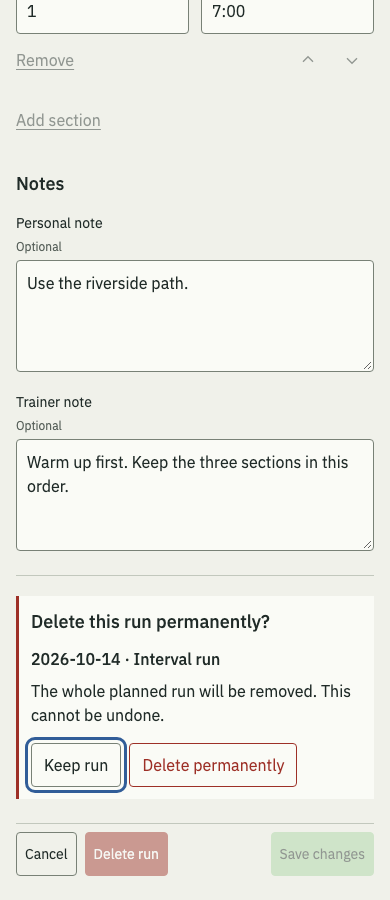 1 7:00
Remove
Add section
Notes
Personal note
Optional
Use the riverside path.
Trainer note
Optional
Warm up first. Keep the three sections in this
order.
Delete this run permanently?
2026-10-14 · Interval run
The whole planned run will be removed. This
cannot be undone.
Keep run Delete permanently
Cancel Delete run Save changes